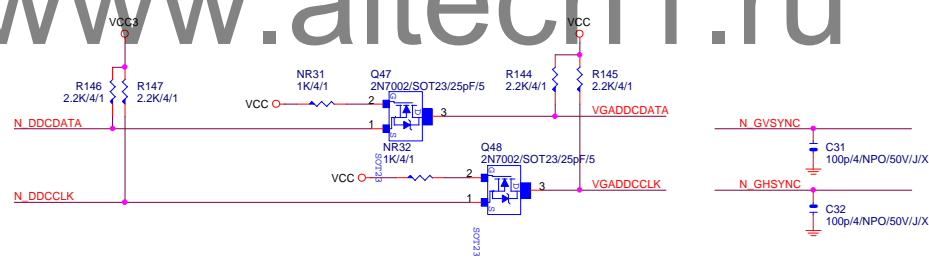 www.aitech1.ru
VCC3
VCC
R146
2.2K/4/1
R147
2.2K/4/1
NR31
1K/4/1
Q47
2N7002/SOT23/25pF/5
R144
2.2K/4/1
R145
2.2K/4/1
VCC
2
G
D
S
3
1
N_DDCDATA
VGADDCDATA
N_GVSYNC
SOT23
NR32
1K/4/1
Q48
2N7002/SOT23/25pF/5
C31
100p/4/NPO/50V/J/X
VCC
2
G
D
S
3
1
N_DDCCLK
VGADDCCLK
N_GHSYNC
C32
100p/4/NPO/50V/J/X
SOT23